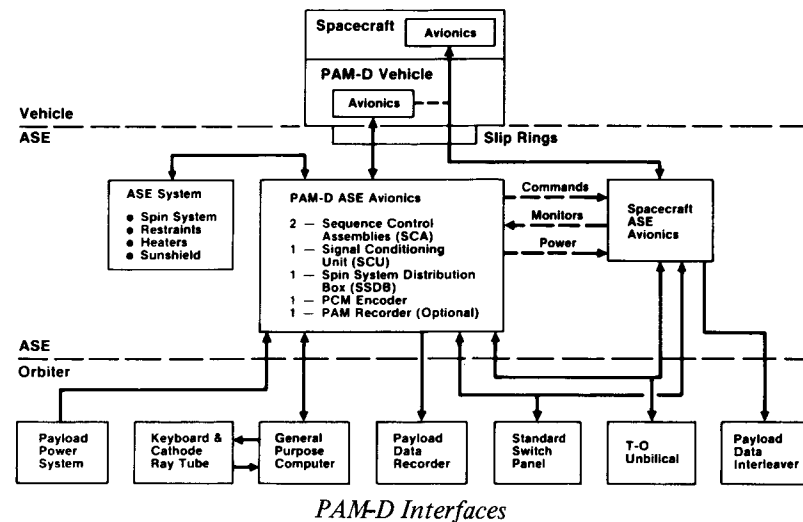 Spacecraft
Avionics
PAM-D Vehicle
Avionics
Vehicle
ASE
Slip Rings
ASE System
● Spin System
● Restraints
● Heaters
● Sunshield
PAM-D ASE Avionics
2 — Sequence Control
Assemblies (SCA)
1 — Signal Conditioning
Unit (SCU)
1 — Spin System Distribution
Box (SSDB)
1 — PCM Encoder
1 — PAM Recorder (Optional)
Commands
Monitors
Power
Spacecraft
ASE
Avionics
ASE
Orbiter
Payload
Power
System
Keyboard &
Cathode
Ray Tube
General
Purpose
Computer
Payload
Data
Recorder
Standard
Switch
Panel
T-O
Unbilical
Payload
Data
Interleaver
PAM-D Interfaces